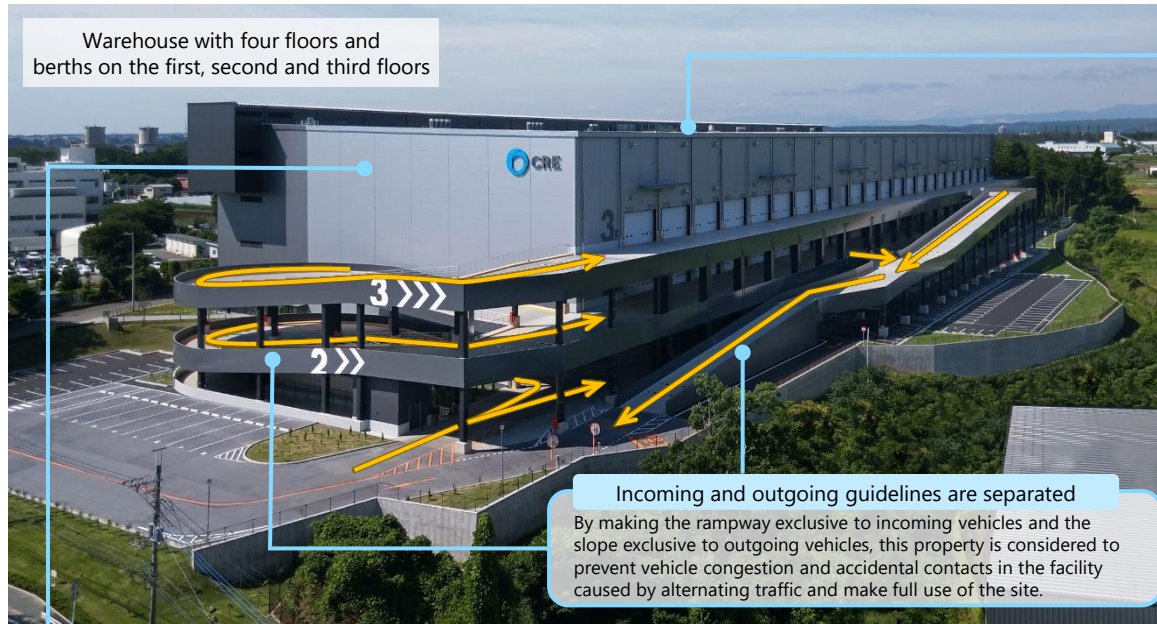 Warehouse with four floors and
berths on the first, second and third floors
CRE
3
3 >>>
2 >>
Incoming and outgoing guidelines are separated
By making the rampway exclusive to incoming vehicles and the
slope exclusive to outgoing vehicles, this property is considered to
prevent vehicle congestion and accidental contacts in the facility
caused by alternating traffic and make full use of the site.